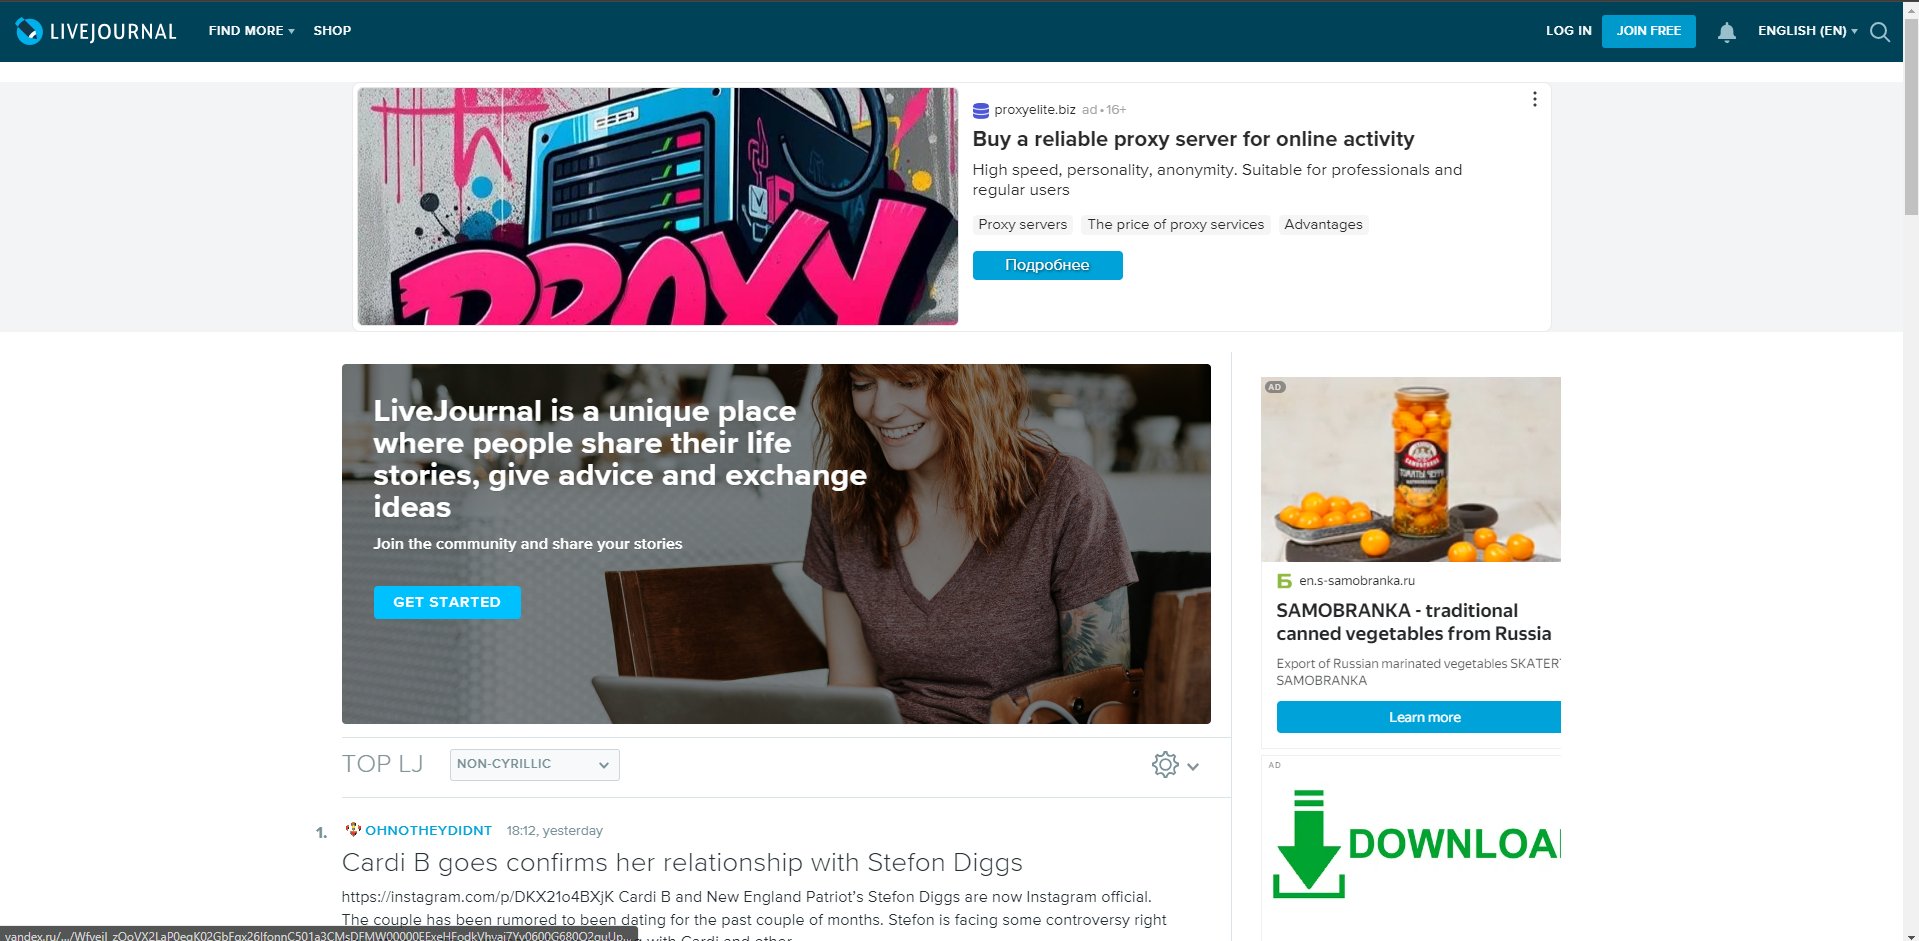 LIVEJOURNAL
FIND MORE
SHOP
LOG IN
JOIN FREE
ENGLISH (EN)
PROXY
proxyelite.biz ad • 16+
Buy a reliable proxy server for online activity
High speed, personality, anonymity. Suitable for professionals and
regular users
Proxy servers
The price of proxy services
Advantages
Подробнее
LiveJournal is a unique place
where people share their life
stories, give advice and exchange
ideas
Join the community and share your stories
GET STARTED
AD
САМОБРАНКА
ТОМАТЫ ЧЕРРИ
Б en.s-samobranka.ru
SAMOBRANKA - traditional
canned vegetables from Russia
Export of Russian marinated vegetables SKATER
SAMOBRANKA
Learn more
AD
DOWNLOA
TOP LJ
NON-CYRILLIC
1. OHNOTHEYDIDNT 18:12, yesterday
Cardi B goes confirms her relationship with Stefon Diggs
https://instagram.com/p/DKX21o4BXjK Cardi B and New England Patriot's Stefon Diggs are now Instagram official.
The couple has been rumored to been dating for the past couple of months. Stefon is facing some controversy right
with Cardi and other